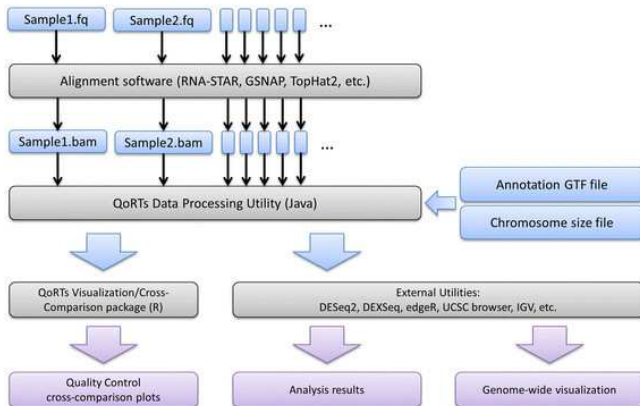 Sample1.fq
Sample2.fq
...
Alignment software (RNA-STAR, GSNAP, TopHat2, etc.)
Sample1.bam
Sample2.bam
...
QoRTs Data Processing Utility (Java)
Annotation GTF file
Chromosome size file
QoRTs Visualization/Cross-
Comparison package (R)
External Utilities:
DESeq2, DEXSeq, edgeR, UCSC browser, IGV, etc.
Quality Control
cross-comparison plots
Analysis results
Genome-wide visualization